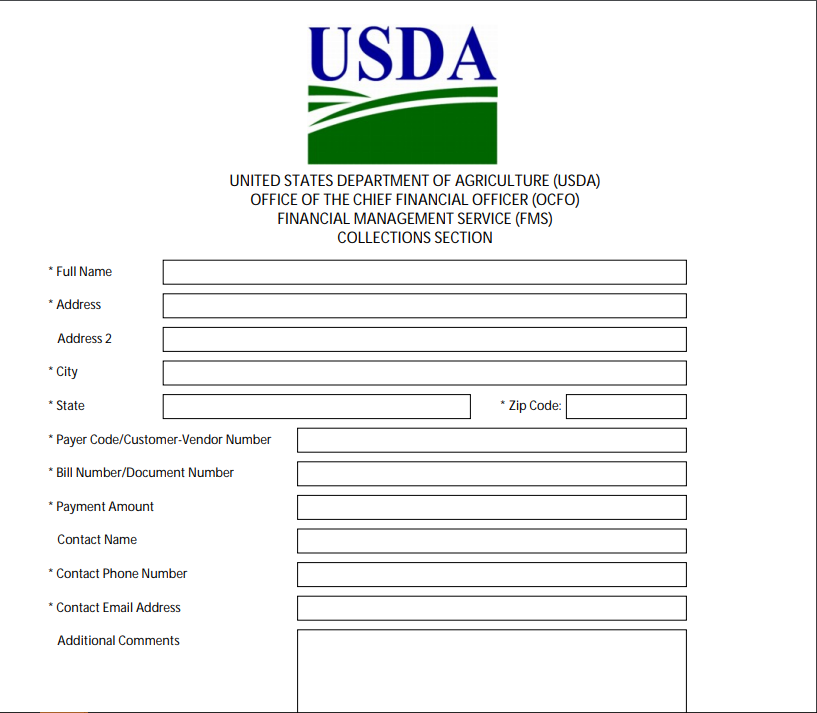 USDA
UNITED STATES DEPARTMENT OF AGRICULTURE (USDA)
OFFICE OF THE CHIEF FINANCIAL OFFICER (OCFO)
FINANCIAL MANAGEMENT SERVICE (FMS)
COLLECTIONS SECTION
* Full Name
* Address
Address 2
* City
* State * Zip Code:
* Payer Code/Customer-Vendor Number
* Bill Number/Document Number
* Payment Amount
Contact Name
* Contact Phone Number
* Contact Email Address
Additional Comments